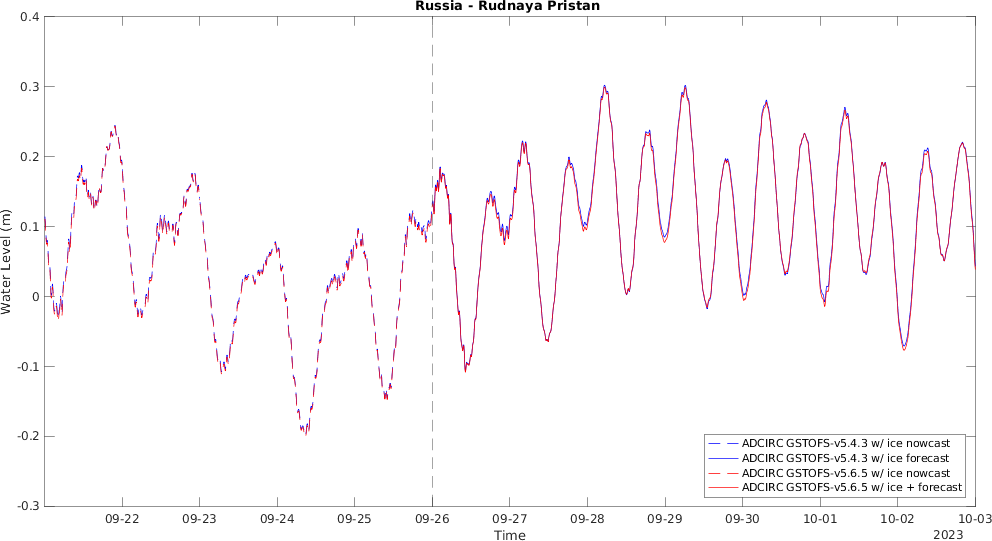 Russia - Rudnaya Pristan
0.4
0.3
0.2
0.1
0
-0.1
-0.2
-0.3
Water Level (m)
ADCIRC GSTOFS-v5.4.3 w/ ice nowcast
ADCIRC GSTOFS-v5.4.3 w/ ice forecast
ADCIRC GSTOFS-v5.6.5 w/ ice nowcast
ADCIRC GSTOFS-v5.6.5 w/ ice + forecast
09-22 09-23 09-24 09-25 09-26 09-27 09-28 09-29 09-30 10-01 10-02 10-03
Time
2023